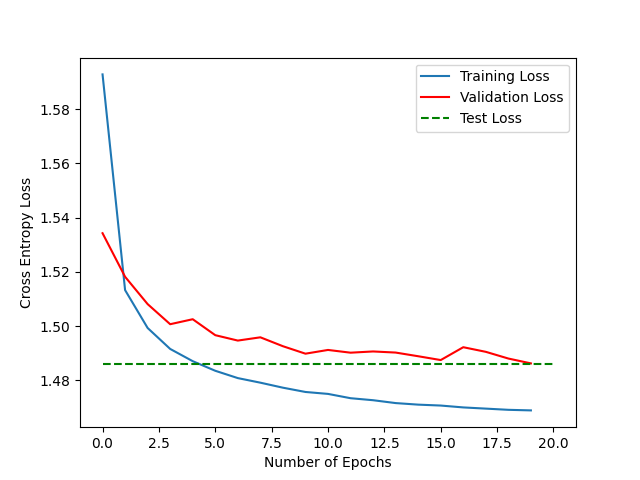 Training Loss
Validation Loss
Test Loss
1.58
1.56
1.54
1.52
1.50
1.48
Cross Entropy Loss
0.0 2.5 5.0 7.5 10.0 12.5 15.0 17.5 20.0
Number of Epochs